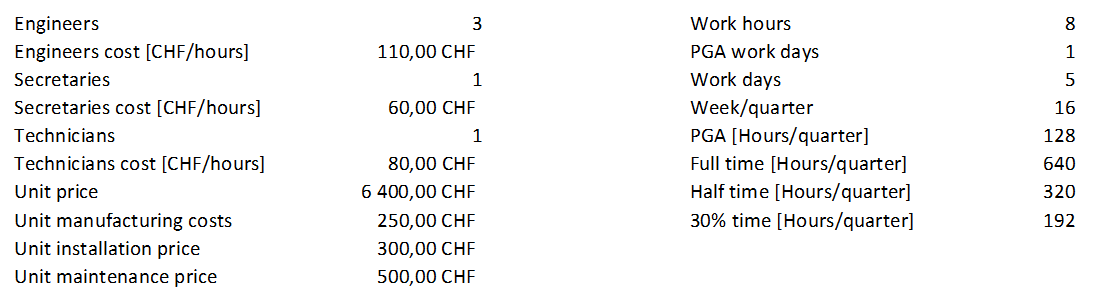 Engineers 3
Engineers cost [CHF/hours] 110,00 CHF
Secretaries 1
Secretaries cost [CHF/hours] 60,00 CHF
Technicians 1
Technicians cost [CHF/hours] 80,00 CHF
Unit price 6 400,00 CHF
Unit manufacturing costs 250,00 CHF
Unit installation price 300,00 CHF
Unit maintenance price 500,00 CHF
Work hours 8
PGA work days 1
Work days 5
Week/quarter 16
PGA [Hours/quarter] 128
Full time [Hours/quarter] 640
Half time [Hours/quarter] 320
30% time [Hours/quarter] 192